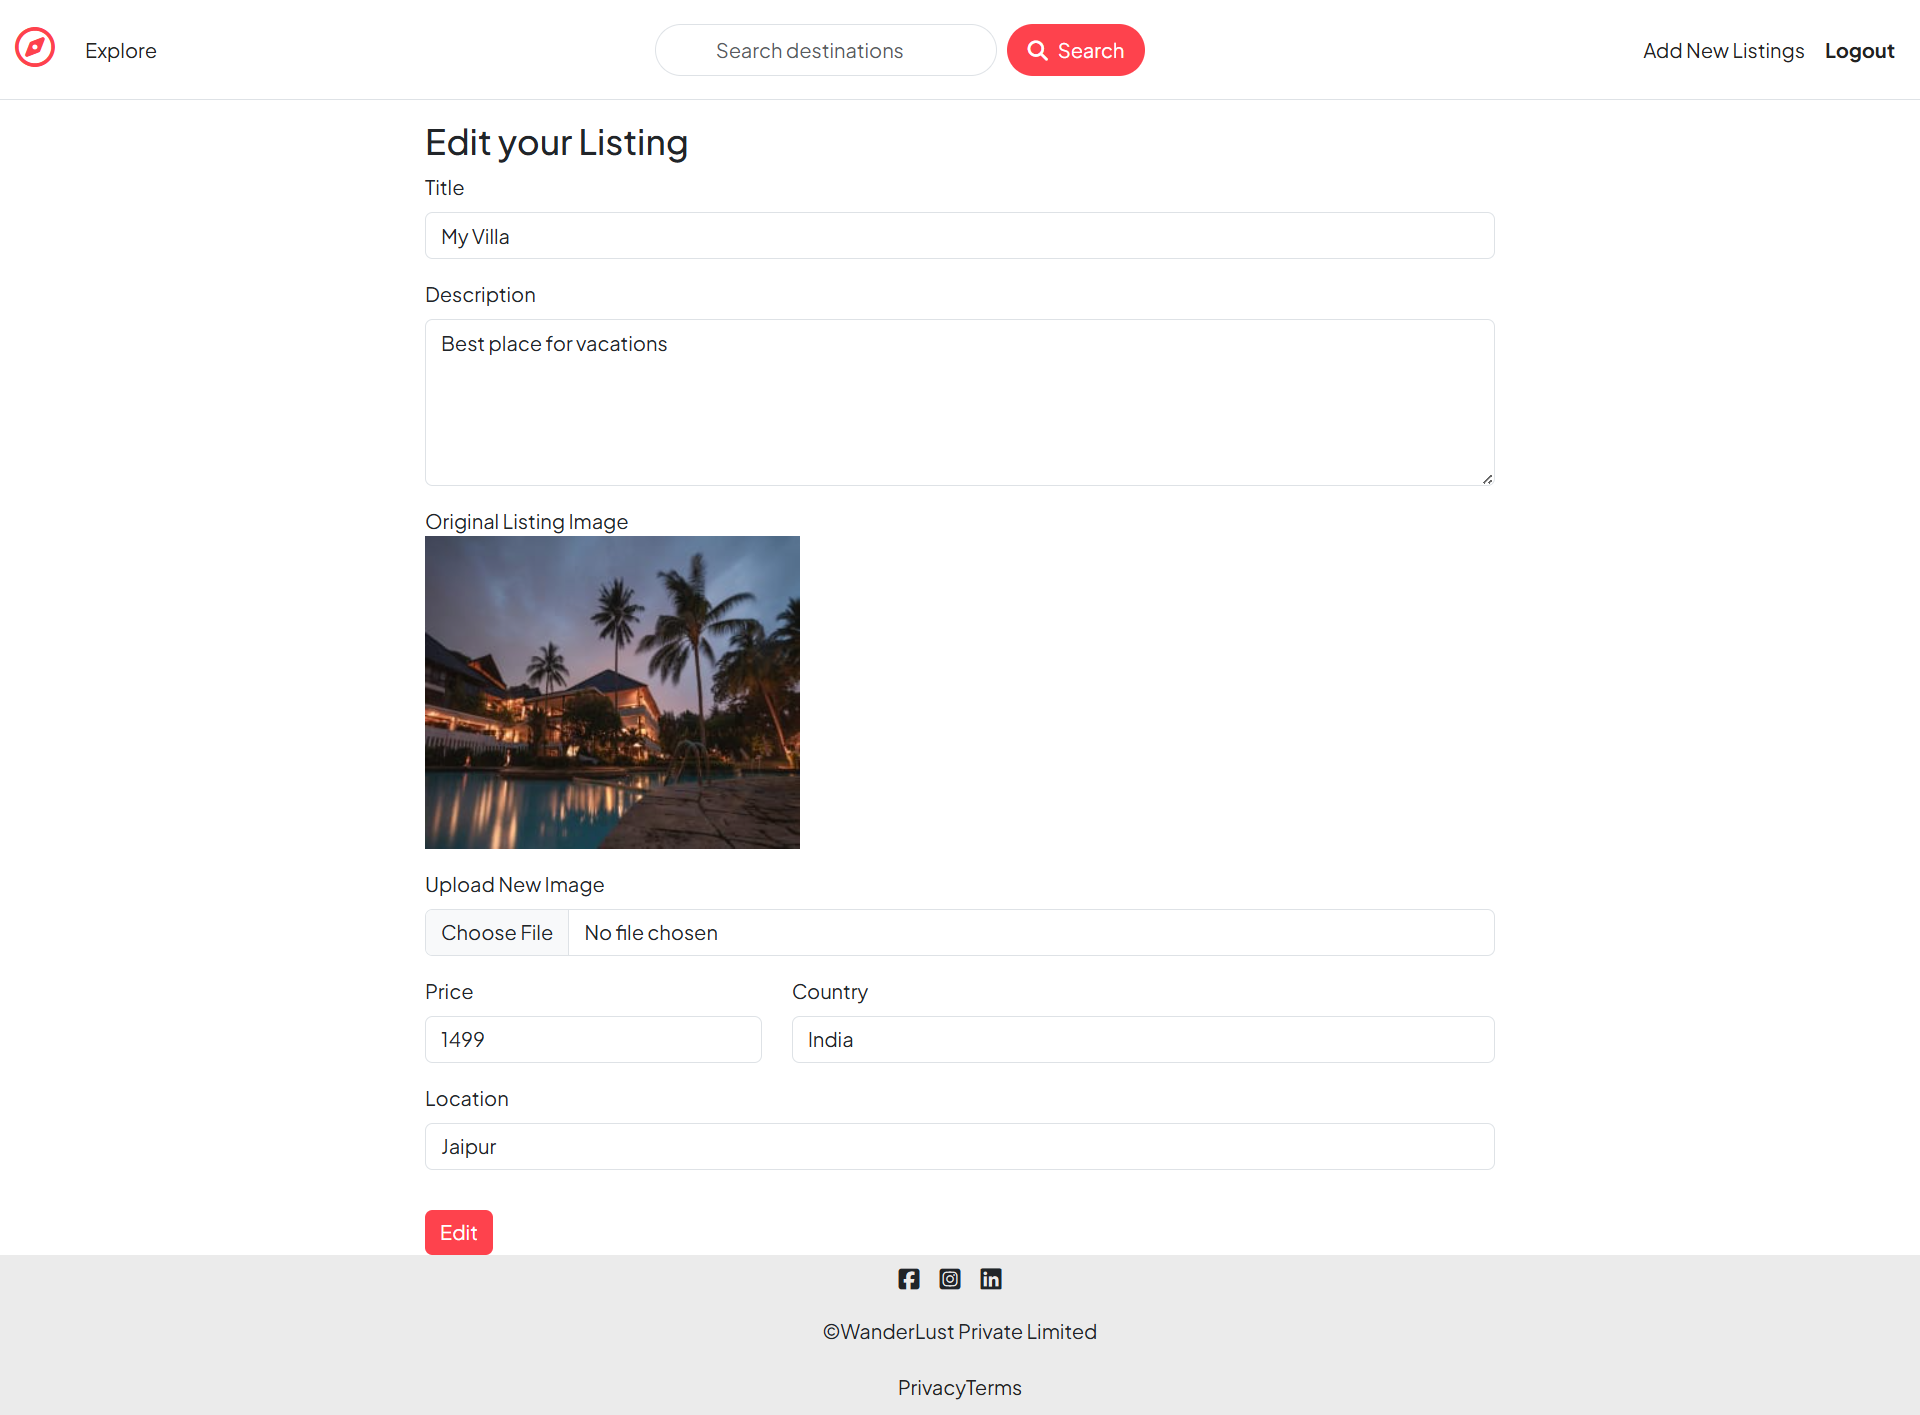 Explore
Search destinations
Search
Add New Listings
Logout
Edit your Listing
Title
My Villa
Description
Best place for vacations
Original Listing Image
Upload New Image
Choose File
No file chosen
Price
Country
1499
India
Location
Jaipur
Edit
©WanderLust Private Limited
PrivacyTerms